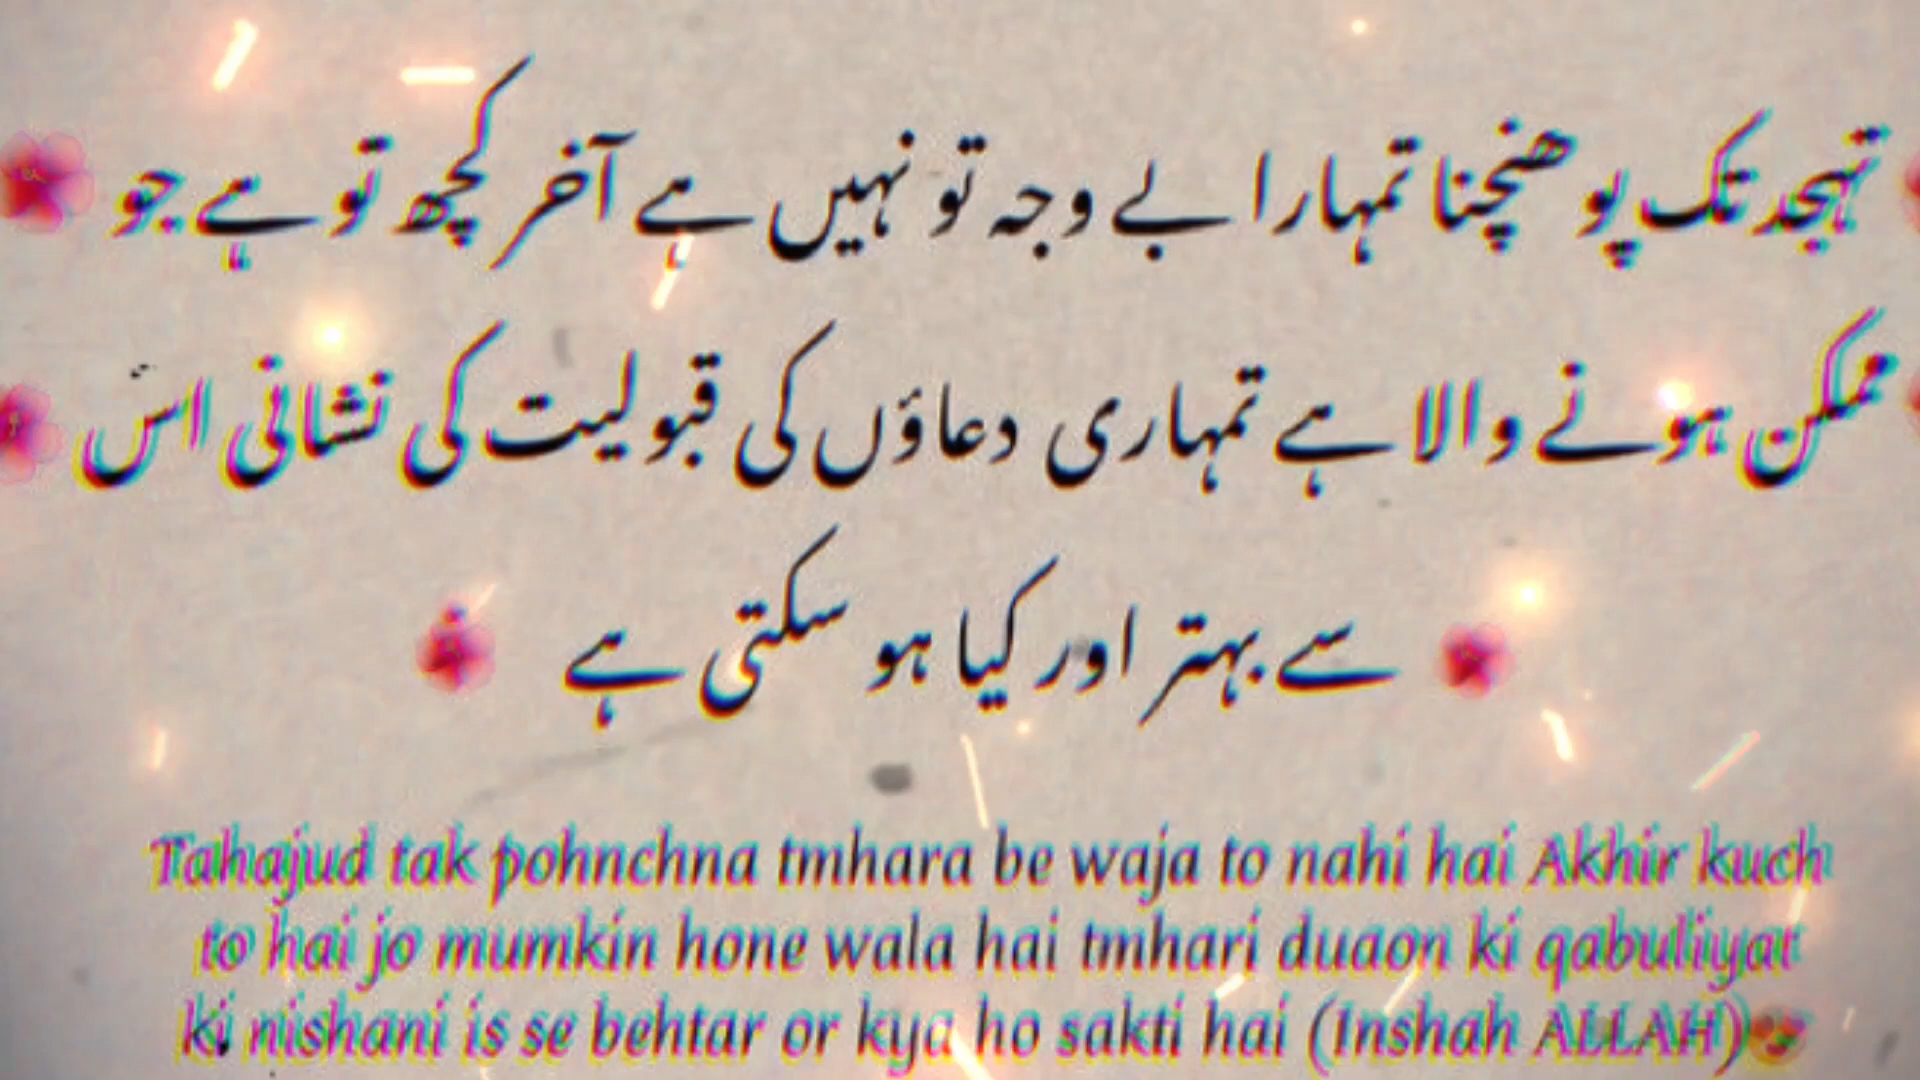 تہجد تک پوھنچنا تمہارا بے وجہ تو نہیں ہے آخر کچھ تو ہے جو
ممکن ہونے والا ہے تمہاری دعاؤں کی قبولیت کی نشانی اس
سے بہتر اور کیا ہو سکتی ہے
Tahajud tak pohnchna tmhara be waja to nahi hai Akhir kuch
to hai jo mumkin hone wala hai tmhari duaon ki qabuliyat
ki nishani is se behtar or kya ho sakti hai (Inshah ALLAH)